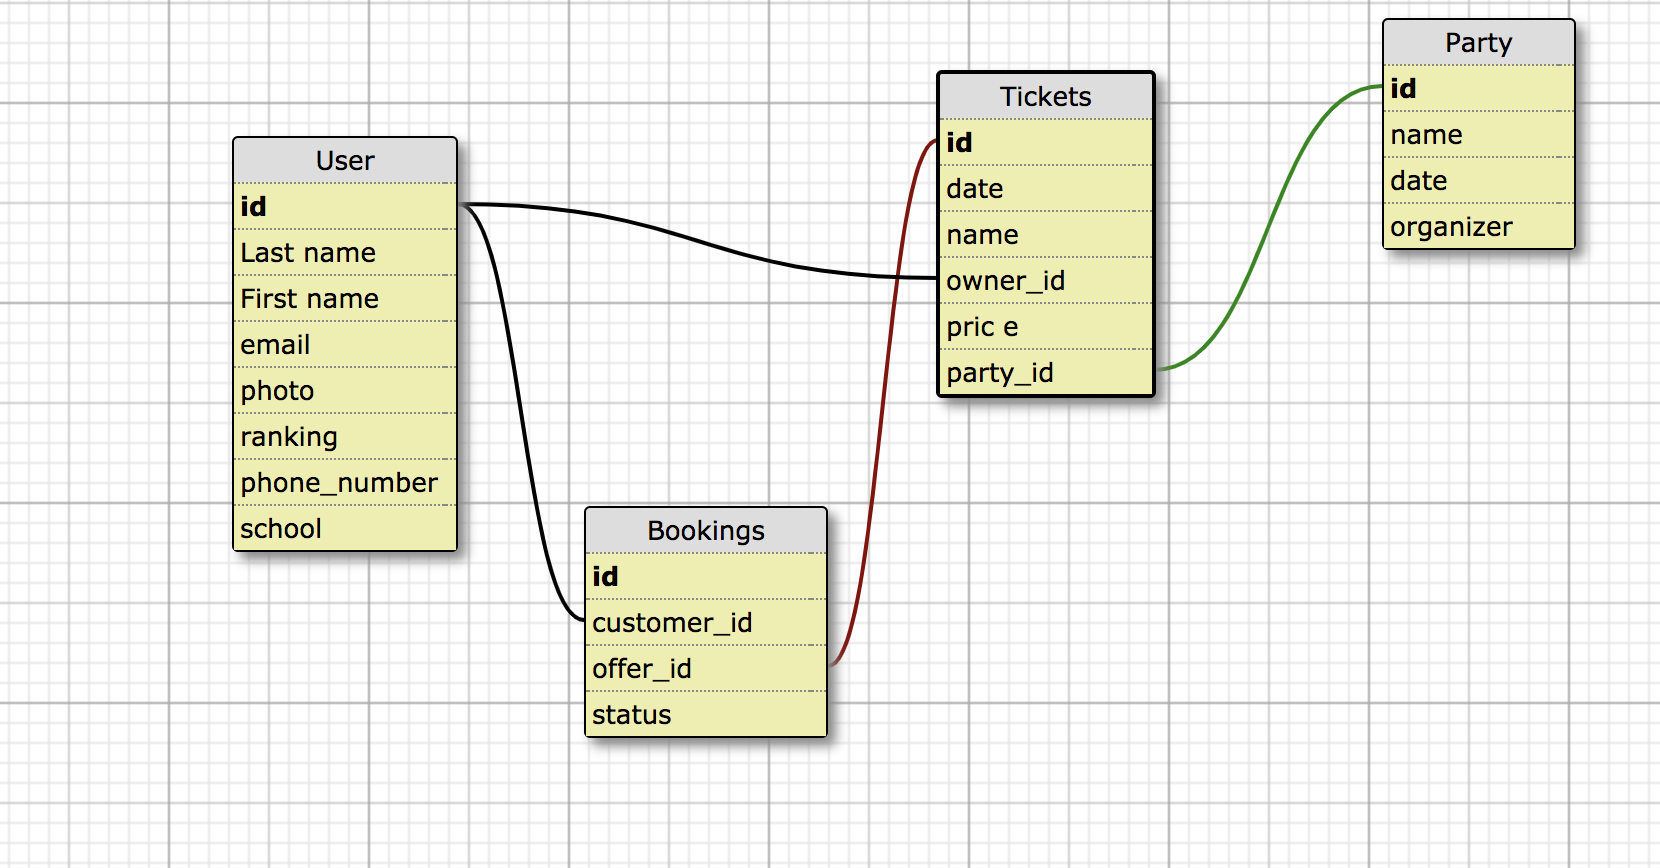 User
id
Last name
First name
email
photo
ranking
phone_number
school
Bookings
id
customer_id
offer_id
status
Tickets
id
date
name
owner_id
pric e
party_id
Party
id
name
date
organizer